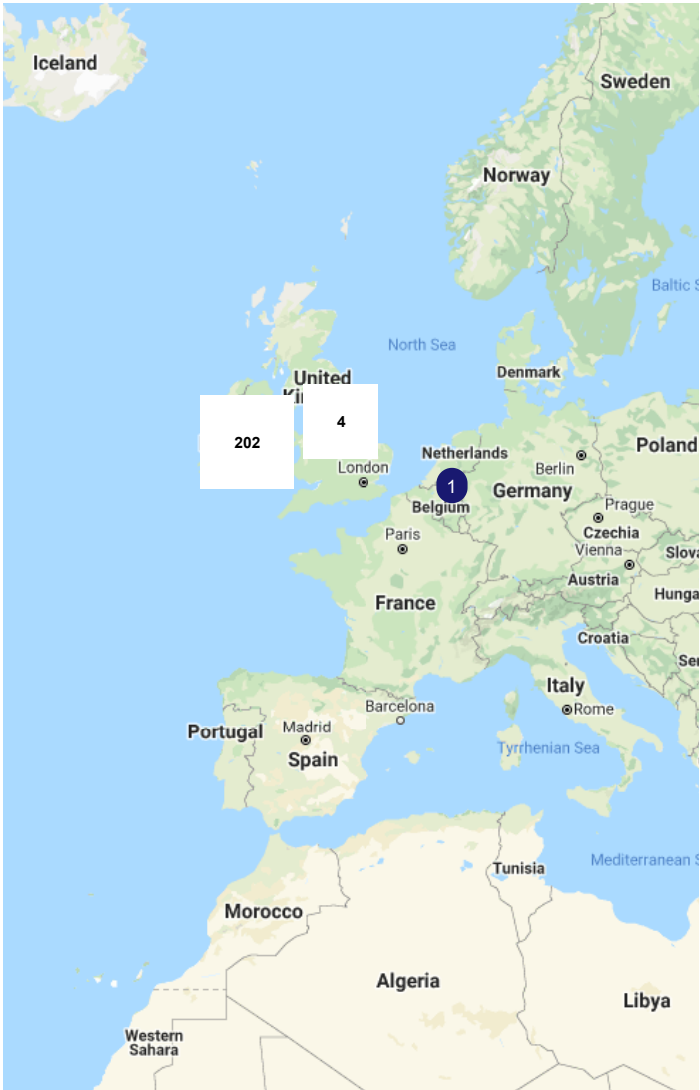 Iceland
Sweden
Norway
Baltic S
North Sea
Denmark
United
Ki
4
202
Netherlands
Poland
London
Berlin
1
Germany
Belgium
Prague
Paris
Czechia
Vienna
Slova
Austria
Hunga
France
Croatia
Ser
Italy
Barcelona
Rome
Portugal
Madrid
Spain
Tyrrhenian Sea
Mediterranean S
Tunisia
Morocco
Algeria
Libya
Western
Sahara